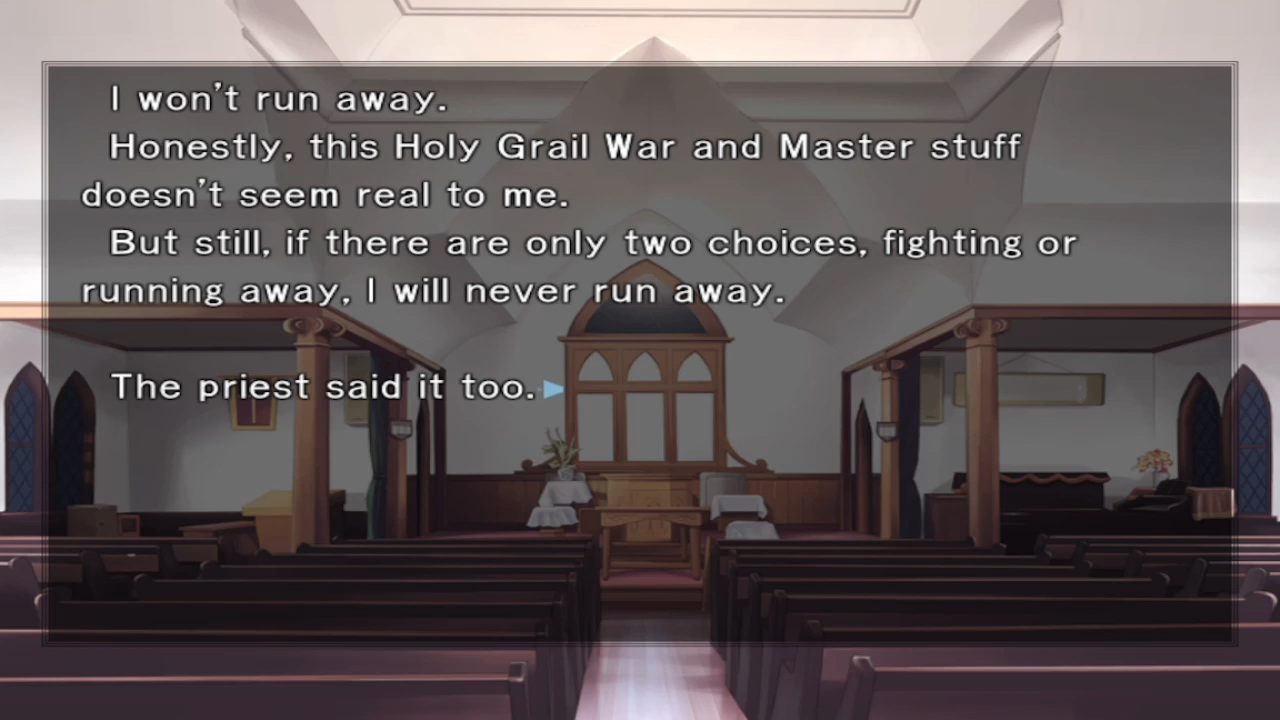 I won't run away.
Honestly, this Holy Grail War and Master stuff
doesn't seem real to me.
But still, if there are only two choices, fighting or
running away, I will never run away.
The priest said it too.